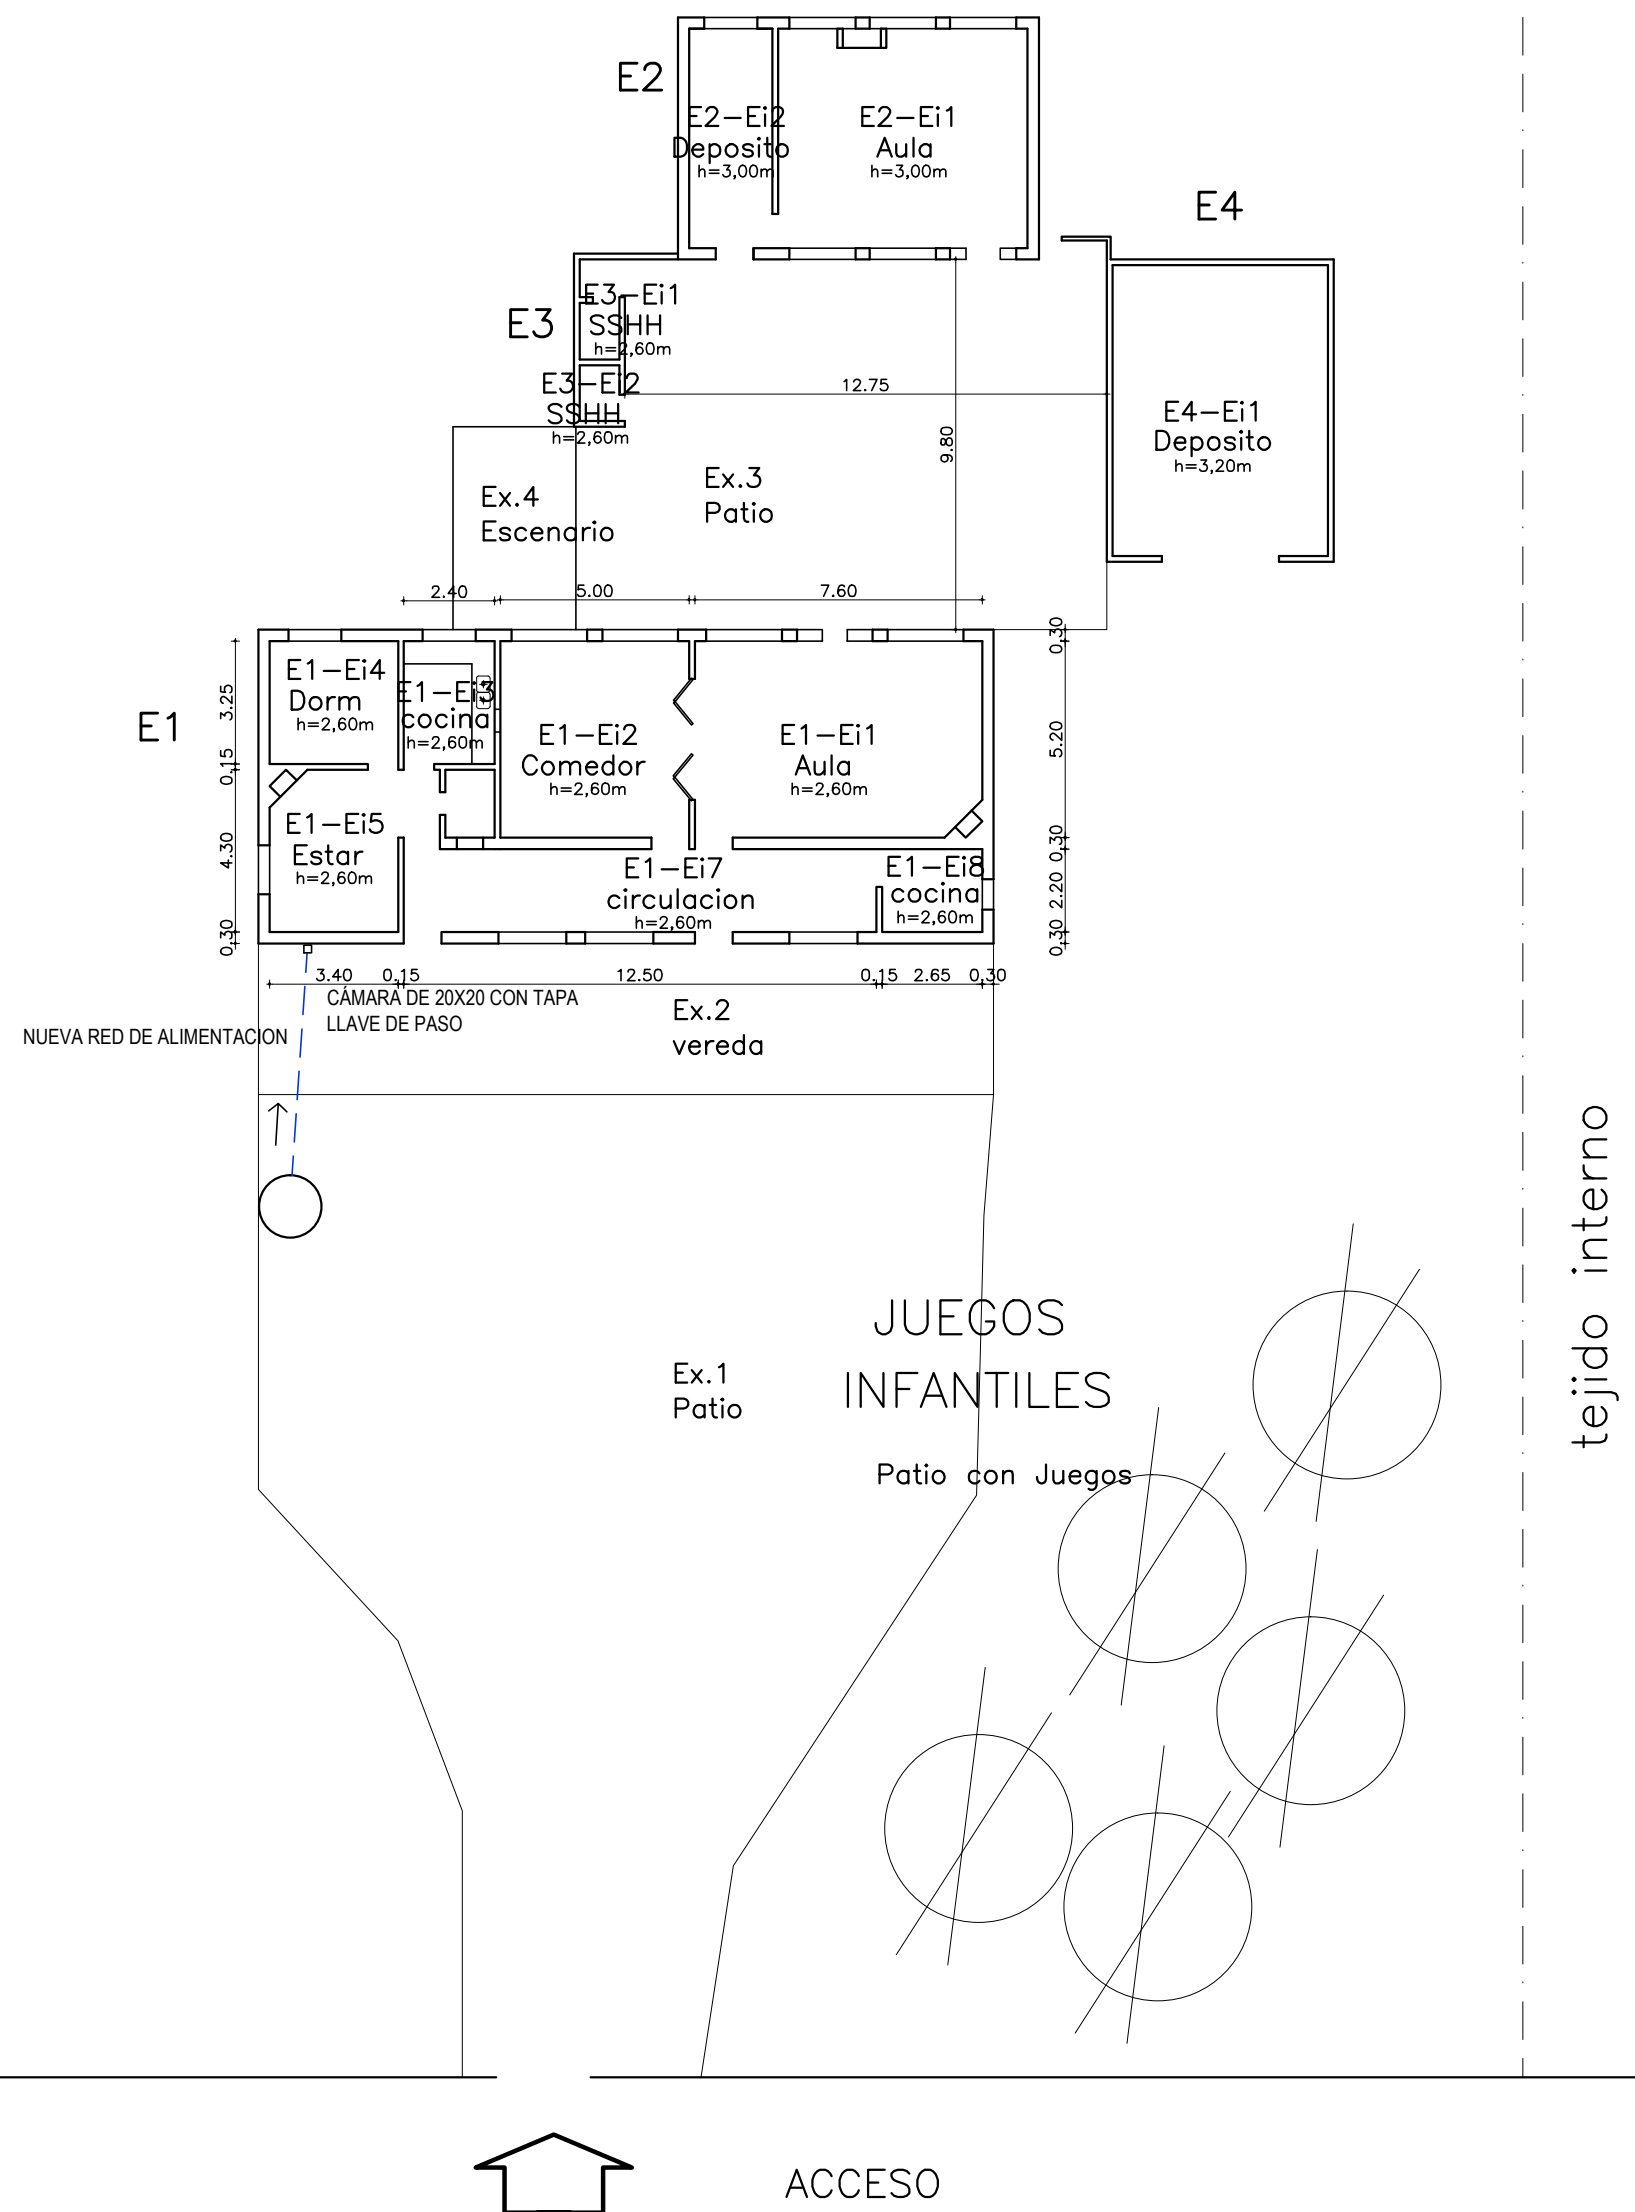 E2
E2-Ei2
Deposito
h=3,00m
E2-Ei1
Aula
h=3,00m
E4
E3-Ei1
SSHH
h=2,60m
E3
E3-Ei2
SSHH
h=2,60m
12.75
9.80
E4-Ei1
Deposito
h=3,20m
Ex.4
Escenario
Ex.3
Patio
2.40
5.00
7.60
E1
3.25
0,15
4.30
0,30
E1-Ei4
Dorm
h=2,60m
E1-Ei3
cocina
h=2,60m
E1-Ei2
Comedor
h=2,60m
E1-Ei1
Aula
h=2,60m
0,30
5.20
0,30
2.20
0,30
E1-Ei5
Estar
h=2,60m
E1-Ei7
circulacion
h=2,60m
E1-Ei8
cocina
h=2,60m
3.40
0,15
12.50
0,15
2.65
0,30
CÁMARA DE 20X20 CON TAPA
LLAVE DE PASO
NUEVA RED DE ALIMENTACION
Ex.2
vereda
tejido interno
JUEGOS
INFANTILES
Ex.1
Patio
Patio con Juegos
ACCESO